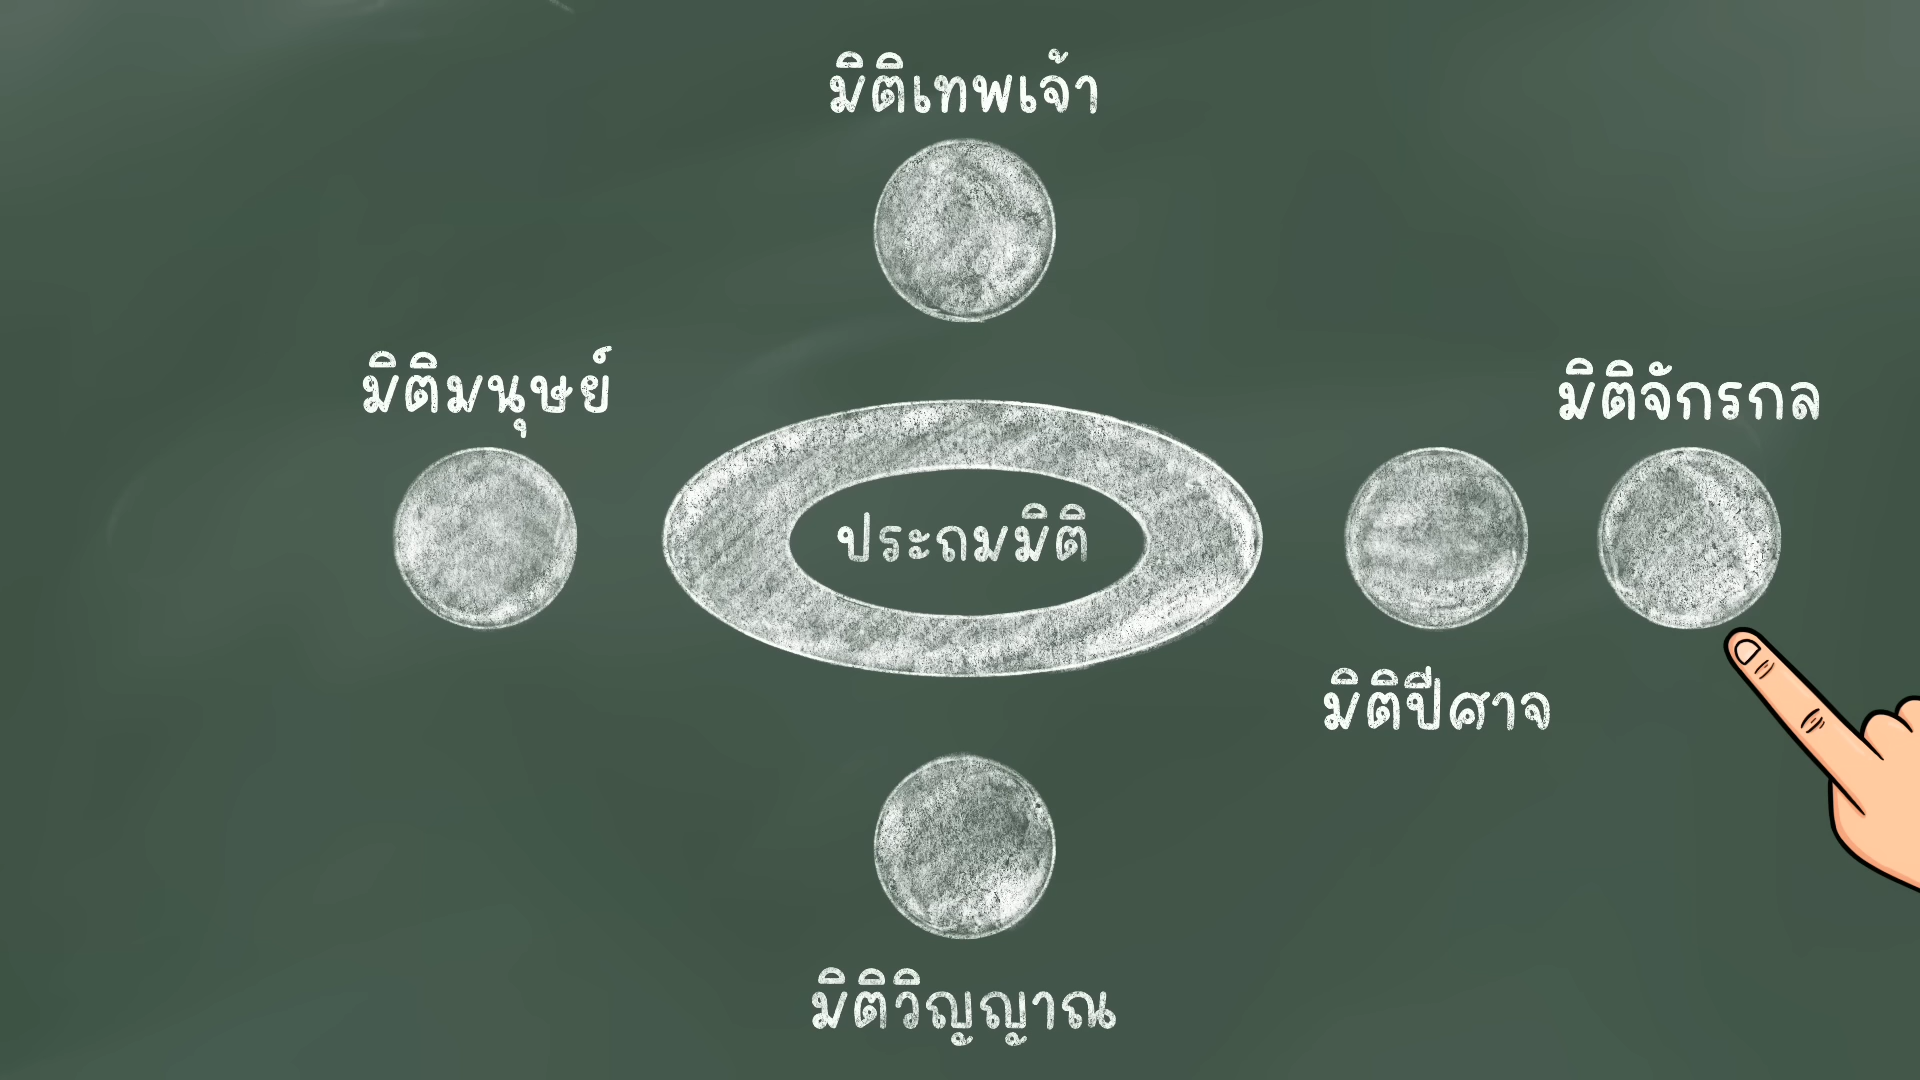 มิติเทพเจ้า
มิติมนุษย์
มิติจักรกล
ประถมมิติ
มิติปีศาจ
มิติวิญญาณ